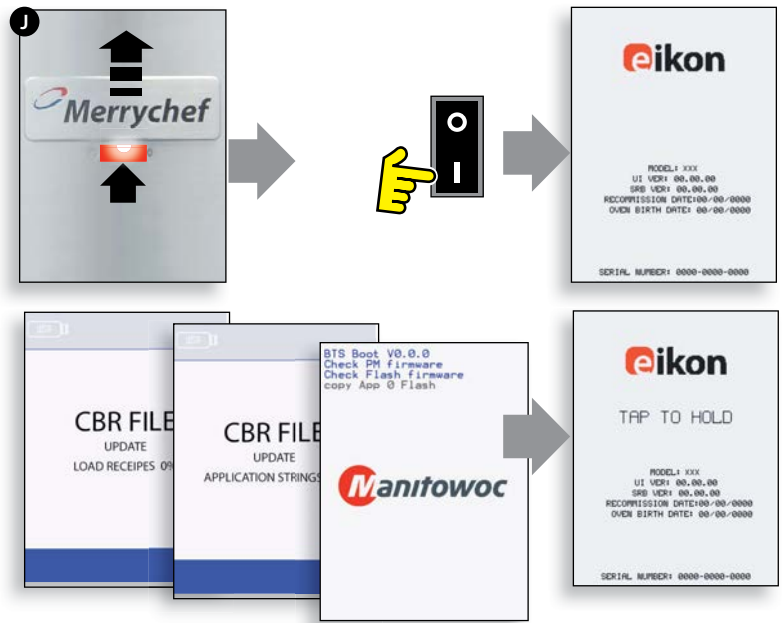 J
Merrychef
O
I
eikon
MODEL: XXX
UI VER: 00.00.00
SRB VER: 00.00.00
RECOMMISSION DATE:00/00/0000
OVEN BIRTH DATE: 00/00/0000
SERIAL NUMBER: 0000-0000-0000
CBR FILE
UPDATE
LOAD RECEIPES 0%
CBR FILE
UPDATE
APPLICATION STRINGS
BTS Boot V0.0.0
Check PM firmware
Check Flash firmware
copy App 0 Flash
Manitowoc
eikon
TAP TO HOLD
MODEL: XXX
UI VER: 00.00.00
SRB VER: 00.00.00
RECOMMISSION DATE:00/00/0000
OVEN BIRTH DATE: 00/00/0000
SERIAL NUMBER: 0000-0000-0000